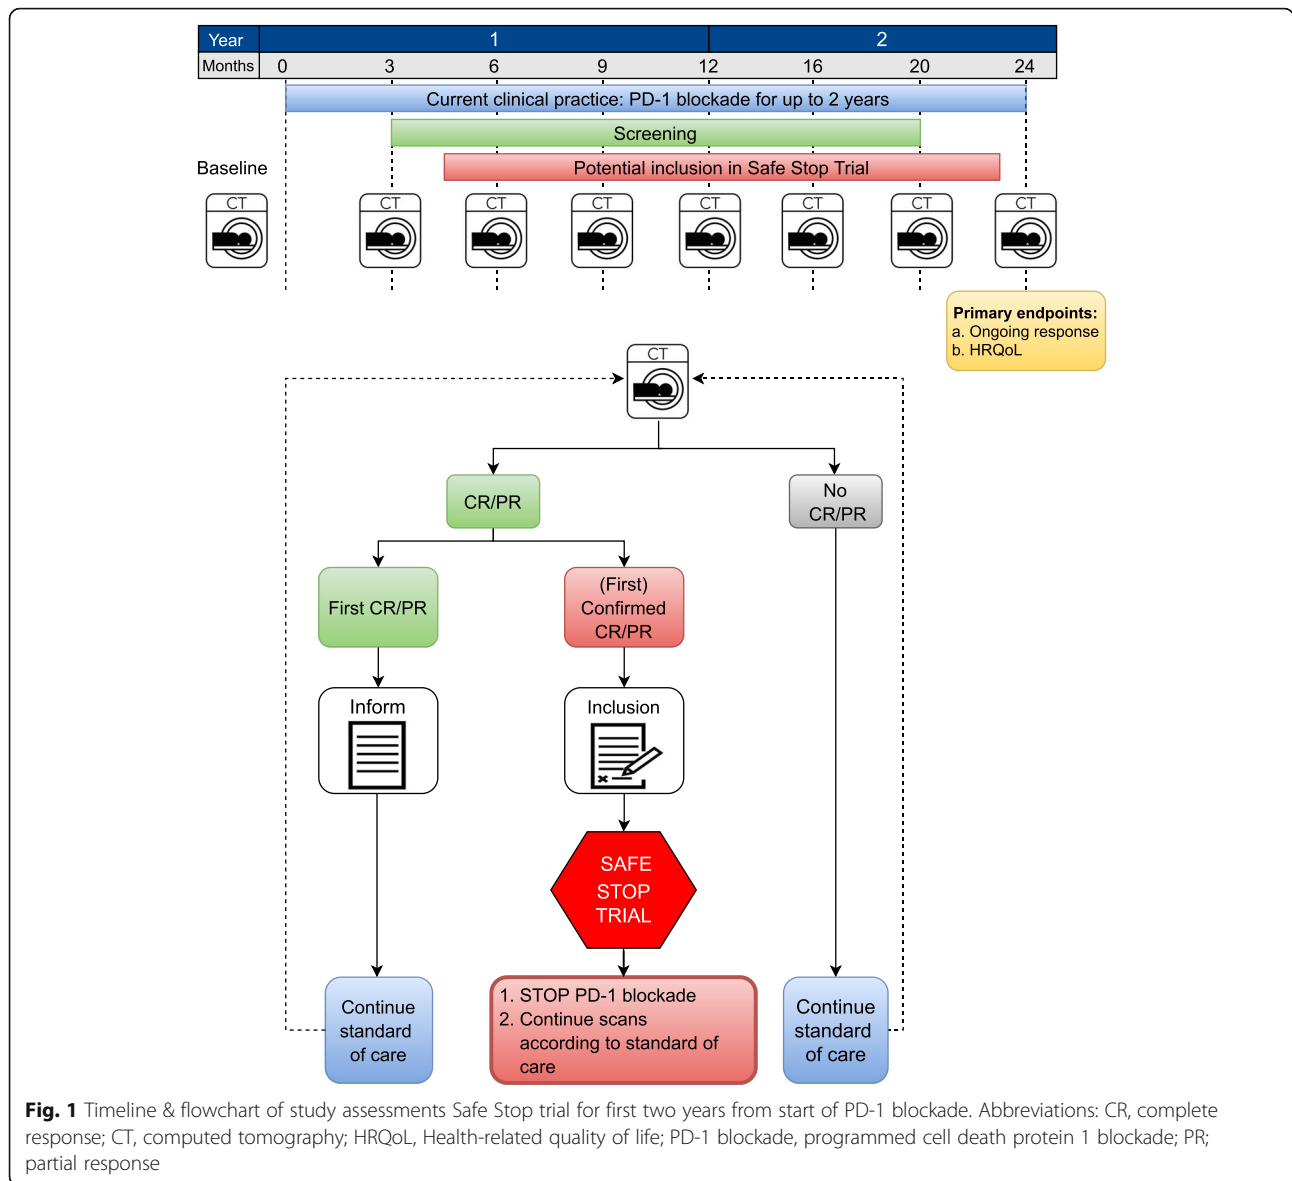 Year 1 2
Months 0 3 6 9 12 16 20 24
Current clinical practice: PD-1 blockade for up to 2 years
Screening
Potential inclusion in Safe Stop Trial
Baseline
CT CT CT CT CT CT CT CT
Primary endpoints:
a. Ongoing response
b. HRQoL
CT
CR/PR
No
CR/PR
First CR/PR
(First)
Confirmed
CR/PR
Inform
Inclusion
SAFE
STOP
TRIAL
Continue
standard
of care
1. STOP PD-1 blockade
2. Continue scans
according to standard of
care
Continue
standard
of care
Fig. 1 Timeline & flowchart of study assessments Safe Stop trial for first two years from start of PD-1 blockade. Abbreviations: CR, complete
response; CT, computed tomography; HRQoL, Health-related quality of life; PD-1 blockade, programmed cell death protein 1 blockade; PR;
partial response